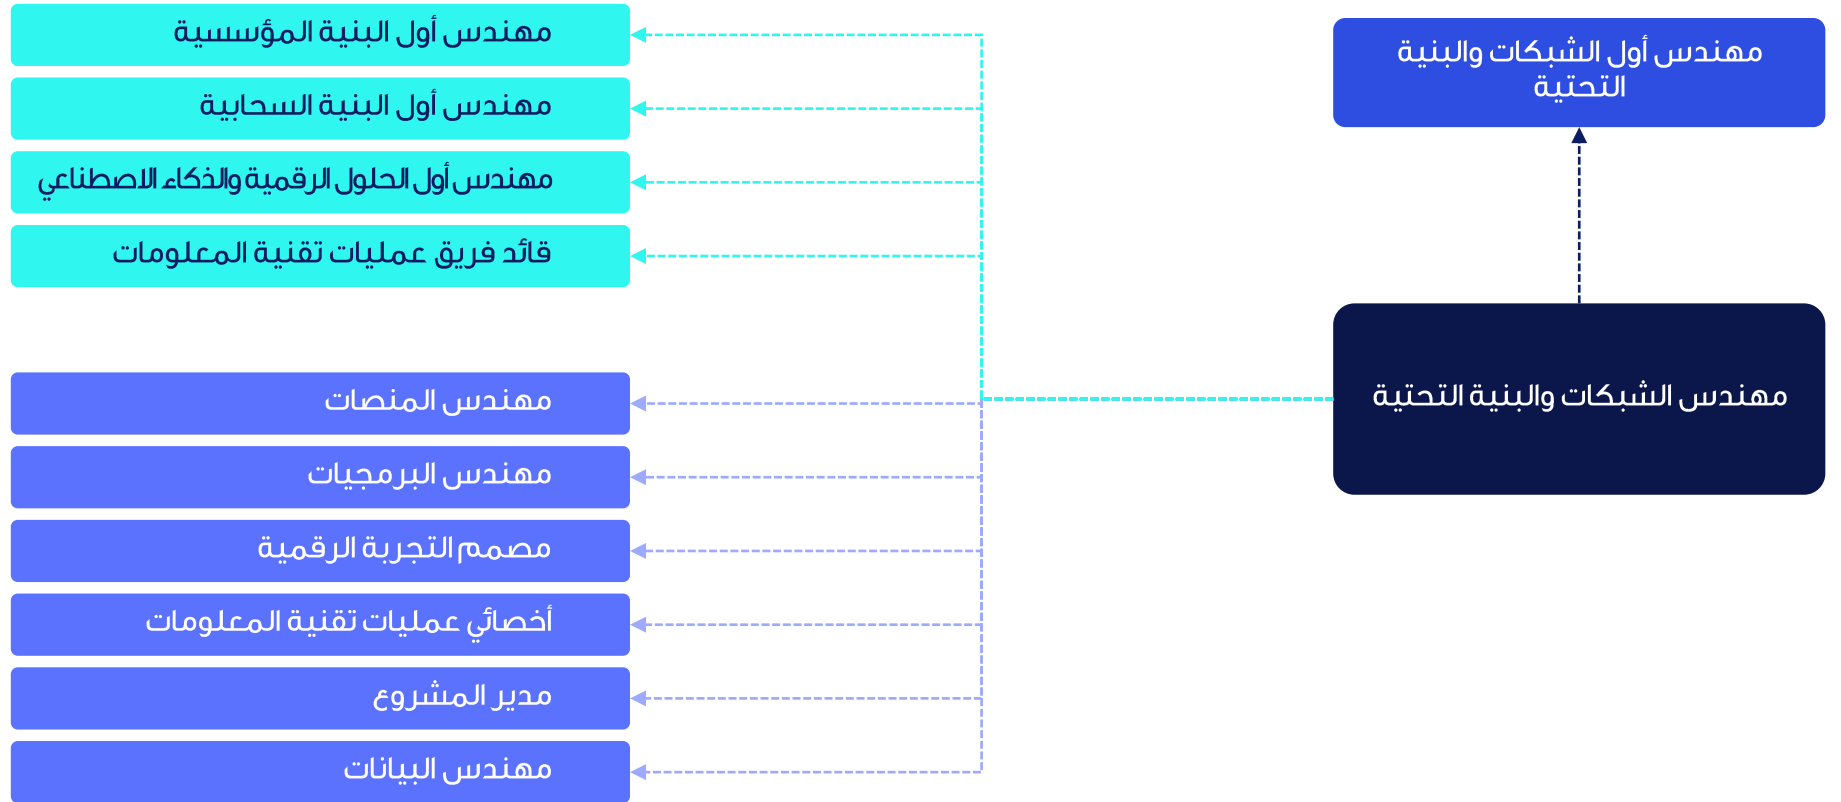 مهندس أول الشبكات والبنية
التحتية
مهندس الشبكات والبنية التحتية
مهندس أول البنية المؤسسية
مهندس أول البنية السحابية
مهندس أول الحلول الرقمية والذكاء الاصطناعي
قائد فريق عمليات تقنية المعلومات
مهندس المنصات
مهندس البرمجيات
مصمم التجربة الرقمية
أخصائي عمليات تقنية المعلومات
مدير المشروع
مهندس البيانات